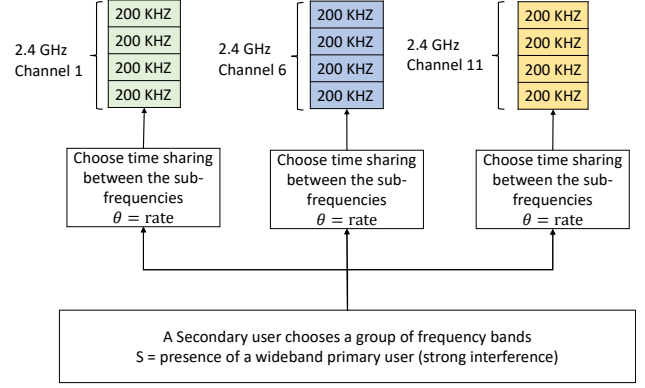 2.4 GHz
Channel 1
200 KHZ
200 KHZ
200 KHZ
200 KHZ
2.4 GHz
Channel 6
200 KHZ
200 KHZ
200 KHZ
200 KHZ
2.4 GHz
Channel 11
200 KHZ
200 KHZ
200 KHZ
200 KHZ
Choose time sharing
between the sub-
frequencies
θ = rate
Choose time sharing
between the sub-
frequencies
θ = rate
Choose time sharing
between the sub-
frequencies
θ = rate
A Secondary user chooses a group of frequency bands
S = presence of a wideband primary user (strong interference)